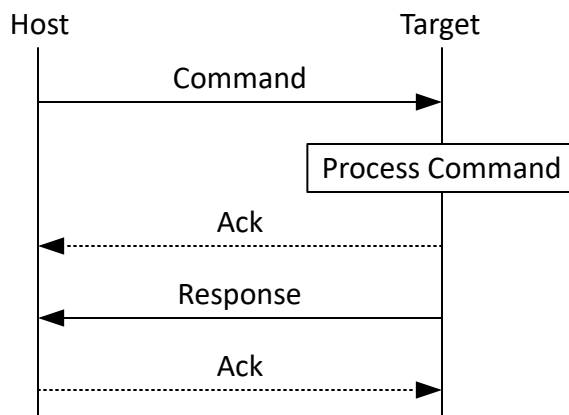 Host
Target
Command
Process Command
Ack
Response
Ack